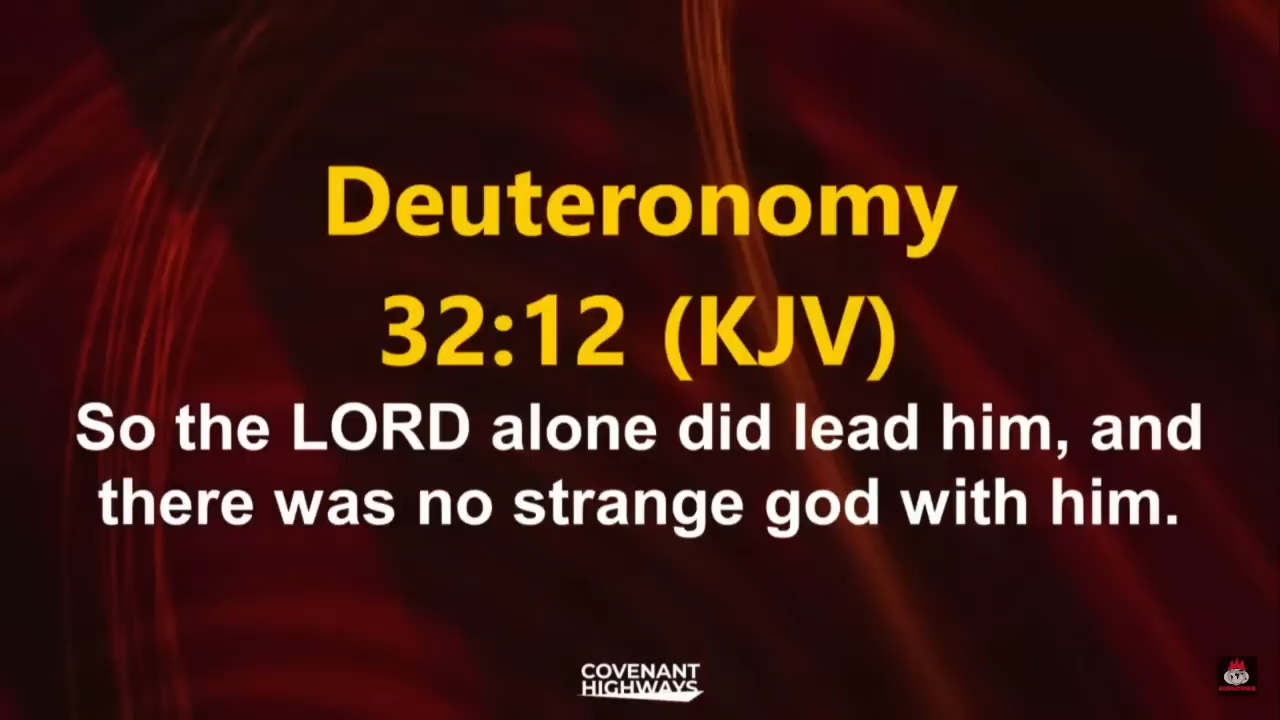 Deuteronomy
32:12 (KJV)
So the LORD alone did lead him, and
there was no strange god with him.
COVENANT
HIGHWAYS
SUBSCRIBE